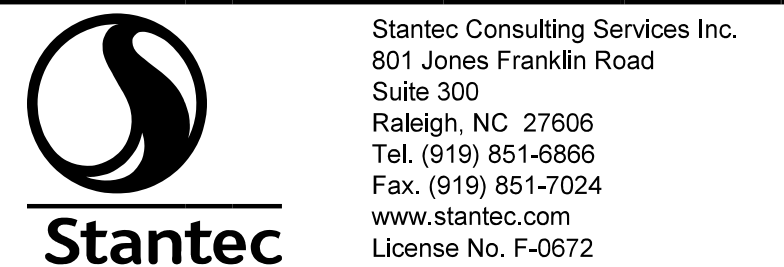 Stantec Consulting Services Inc.
801 Jones Franklin Road
Suite 300
Raleigh, NC  27606
Tel. (919) 851-6866
Fax. (919) 851-7024
www.stantec.com
License No. F-0672
Stantec